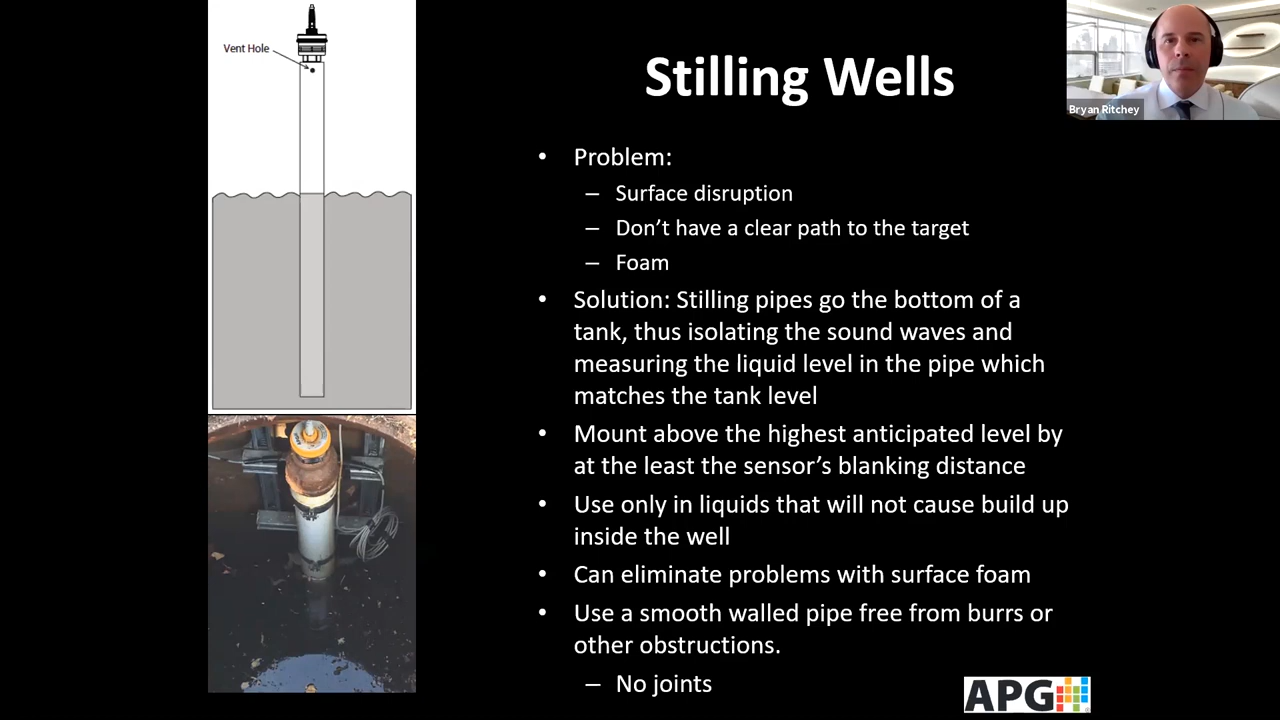 Vent Hole
Stilling Wells
Bryan Ritchey
• Problem:
– Surface disruption
– Don't have a clear path to the target
– Foam
• Solution: Stilling pipes go the bottom of a
tank, thus isolating the sound waves and
measuring the liquid level in the pipe which
matches the tank level
• Mount above the highest anticipated level by
at the least the sensor's blanking distance
• Use only in liquids that will not cause build up
inside the well
• Can eliminate problems with surface foam
• Use a smooth walled pipe free from burrs or
other obstructions.
– No joints
APG